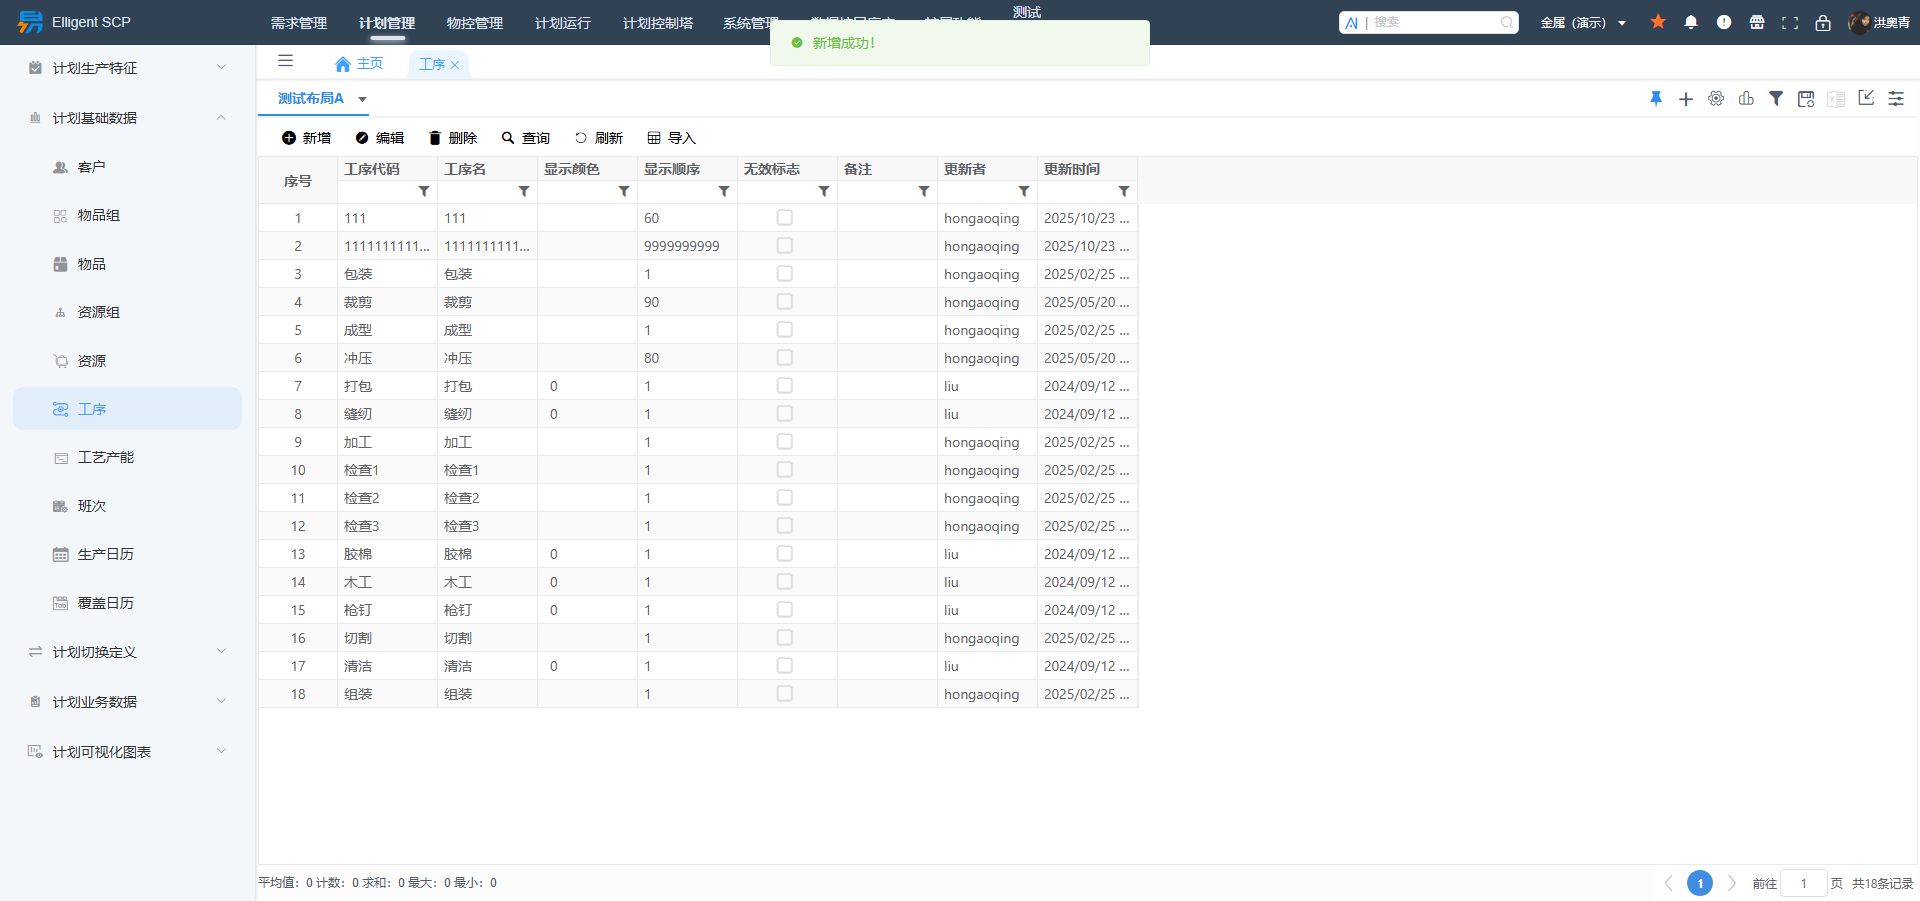 Elligent SCP
需求管理 计划管理 物控管理 计划运行 计划控制塔 系统管理 测试
AI | 搜索
金属（演示）
洪奥青
新增成功！
计划生产特征
计划基础数据
客户
物品组
物品
资源组
资源
工序
工艺产能
班次
生产日历
覆盖日历
计划切换定义
计划业务数据
计划可视化图表
主页 工序
测试布局A
新增 编辑 删除 查询 刷新 导入
序号 工序代码 工序名 显示颜色 显示顺序 无效标志 备注 更新者 更新时间
1 111 111 60 hongaoqing 2025/10/23 ...
2 1111111111... 1111111111... 9999999999 hongaoqing 2025/10/23 ...
3 包装 包装 1 hongaoqing 2025/02/25 ...
4 裁剪 裁剪 90 hongaoqing 2025/05/20 ...
5 成型 成型 1 hongaoqing 2025/02/25 ...
6 冲压 冲压 80 hongaoqing 2025/05/20 ...
7 打包 打包 0 1 liu 2024/09/12 ...
8 缝纫 缝纫 0 1 liu 2024/09/12 ...
9 加工 加工 1 hongaoqing 2025/02/25 ...
10 检查1 检查1 1 hongaoqing 2025/02/25 ...
11 检查2 检查2 1 hongaoqing 2025/02/25 ...
12 检查3 检查3 1 hongaoqing 2025/02/25 ...
13 胶棉 胶棉 0 1 liu 2024/09/12 ...
14 木工 木工 0 1 liu 2024/09/12 ...
15 枪钉 枪钉 0 1 liu 2024/09/12 ...
16 切割 切割 1 hongaoqing 2025/02/25 ...
17 清洁 清洁 0 1 liu 2024/09/12 ...
18 组装 组装 1 hongaoqing 2025/02/25 ...
平均值：0 计数：0 求和：0 最大：0 最小：0
1 前往 1 页 共18条记录